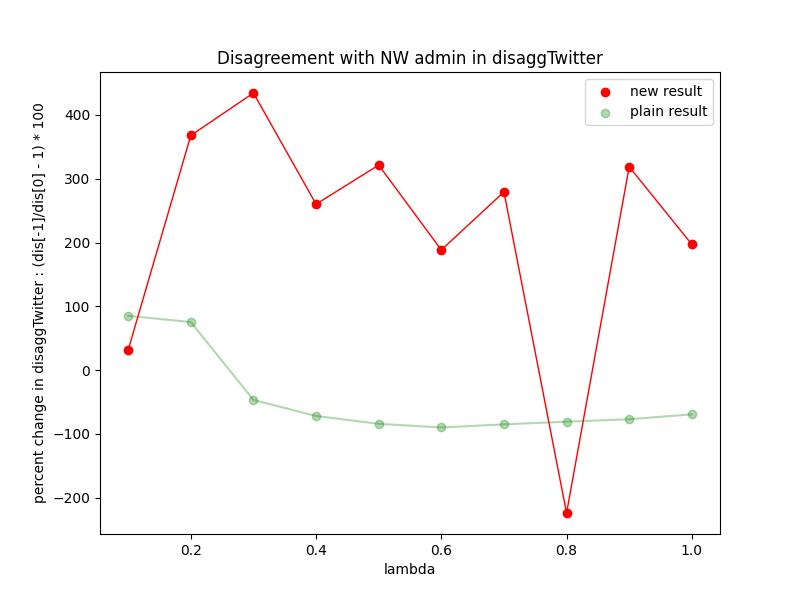 Disagreement with NW admin in disaggTwitter
new result
plain result
percent change in disaggTwitter : (dis[-1]/dis[0] - 1) * 100
400
300
200
100
0
−100
−200
0.2 0.4 0.6 0.8 1.0
lambda